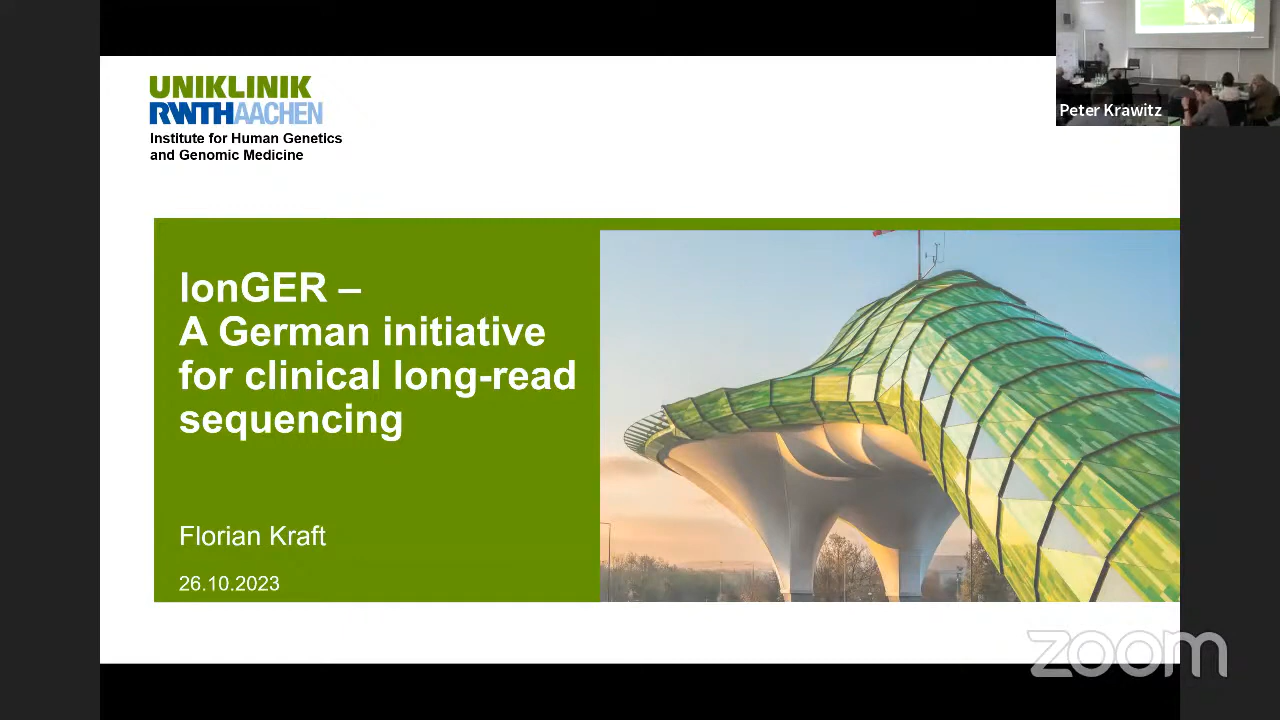 UNIKLINIK
RWTHAACHEN
Institute for Human Genetics
and Genomic Medicine
Peter Krawitz
lonGER –
A German initiative
for clinical long-read
sequencing
Florian Kraft
26.10.2023
zoom